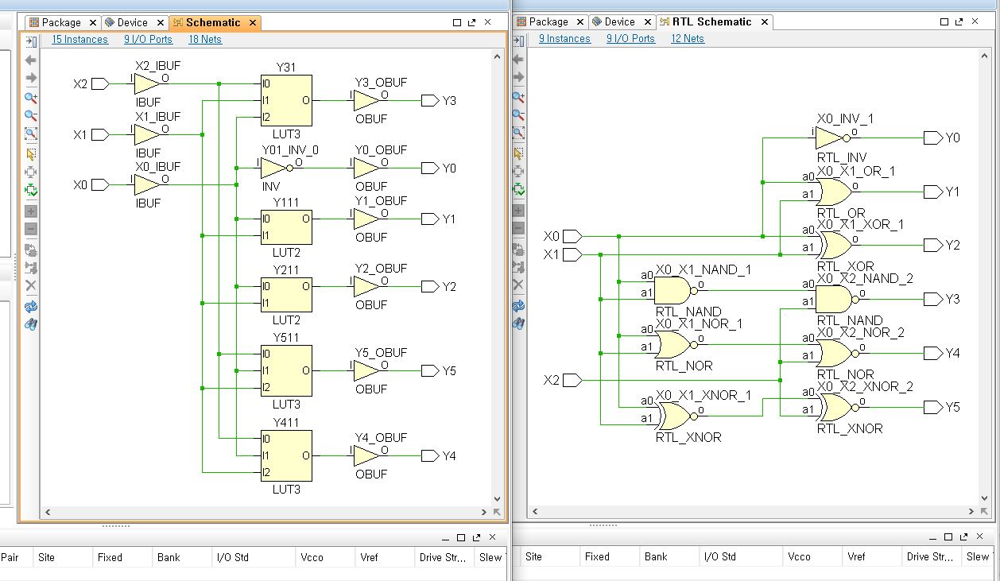 Package Device Schematic
15 Instances 9 I/O Ports 18 Nets
X2_IBUF
X2
I
O
IBUF
X1_IBUF
X1
I
O
IBUF
X0_IBUF
X0
I
O
IBUF
Y31
I0
I1
I2
O
LUT3
Y3_OBUF
I
O
OBUF
Y3
Y01_INV_0
I
O
INV
Y0_OBUF
I
O
OBUF
Y0
Y111
I0
I1
O
LUT2
Y1_OBUF
I
O
OBUF
Y1
Y211
I0
I1
O
LUT2
Y2_OBUF
I
O
OBUF
Y2
Y511
I0
I1
I2
O
LUT3
Y5_OBUF
I
O
OBUF
Y5
Y411
I0
I1
I2
O
LUT3
Y4_OBUF
I
O
OBUF
Y4
Pair Site Fixed Bank I/O Std Vcco Vref Drive Str... Slew
Package Device RTL Schematic
9 Instances 9 I/O Ports 12 Nets
X0
X1
X2
X0_X1_NAND_1
a0
a1
o
RTL_NAND
X0_X1_NOR_1
a0
a1
o
RTL_NOR
X0_X1_XNOR_1
a0
a1
o
RTL_XNOR
X0_INV_1
i
o
RTL_INV
Y0
X0_X1_OR_1
a0
a1
o
RTL_OR
Y1
X0_X1_XOR_1
a0
a1
o
RTL_XOR
Y2
X0_X2_NAND_2
a0
a1
o
RTL_NAND
Y3
X0_X2_NOR_2
a0
a1
o
RTL_NOR
Y4
X0_X2_XNOR_2
a0
a1
o
RTL_XNOR
Y5
Site Fixed Bank I/O Std Vcco Vref Drive Str... Slew